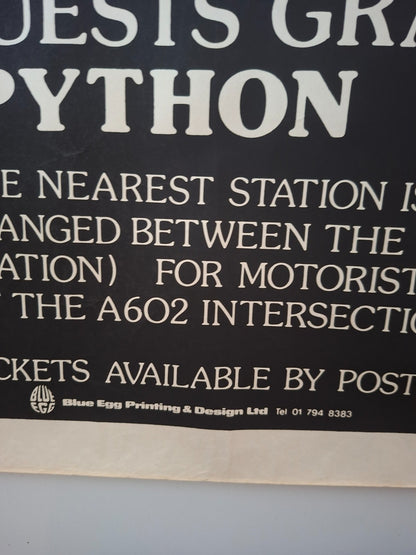 UESTS GRA
PYTHON
E NEAREST STATION IS
ANGED BETWEEN THE
ATION) FOR MOTORIST
THE A602 INTERSECTIO
CKETS AVAILABLE BY POST
BLUE EGG Blue Egg Printing & Design Ltd Tel 01 794 8383